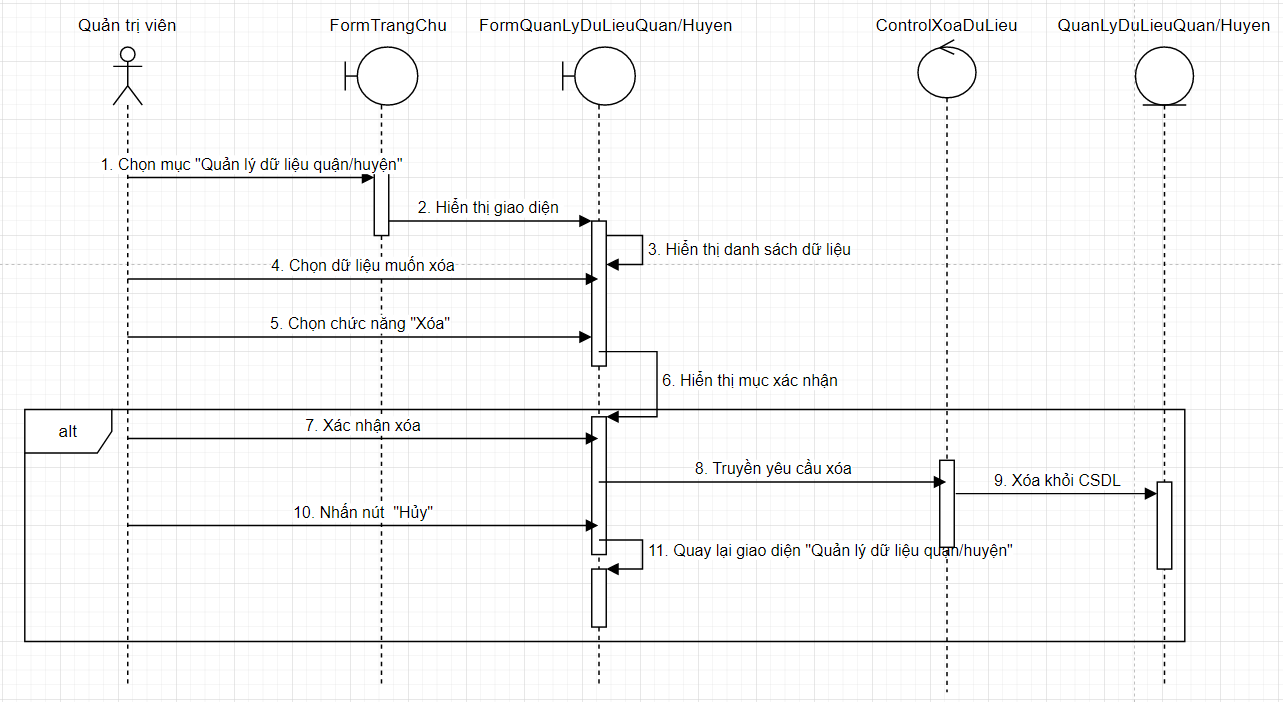 Quản trị viên
FormTrangChu
FormQuanLyDuLieuQuan/Huyen
ControlXoaDuLieu
QuanLyDuLieuQuan/Huyen
1. Chọn mục "Quản lý dữ liệu quận/huyện"
2. Hiển thị giao diện
3. Hiển thị danh sách dữ liệu
4. Chọn dữ liệu muốn xóa
5. Chọn chức năng "Xóa"
6. Hiển thị mục xác nhận
alt
7. Xác nhận xóa
8. Truyền yêu cầu xóa
9. Xóa khỏi CSDL
10. Nhấn nút  "Hủy"
11. Quay lại giao diện "Quản lý dữ liệu quận/huyện"